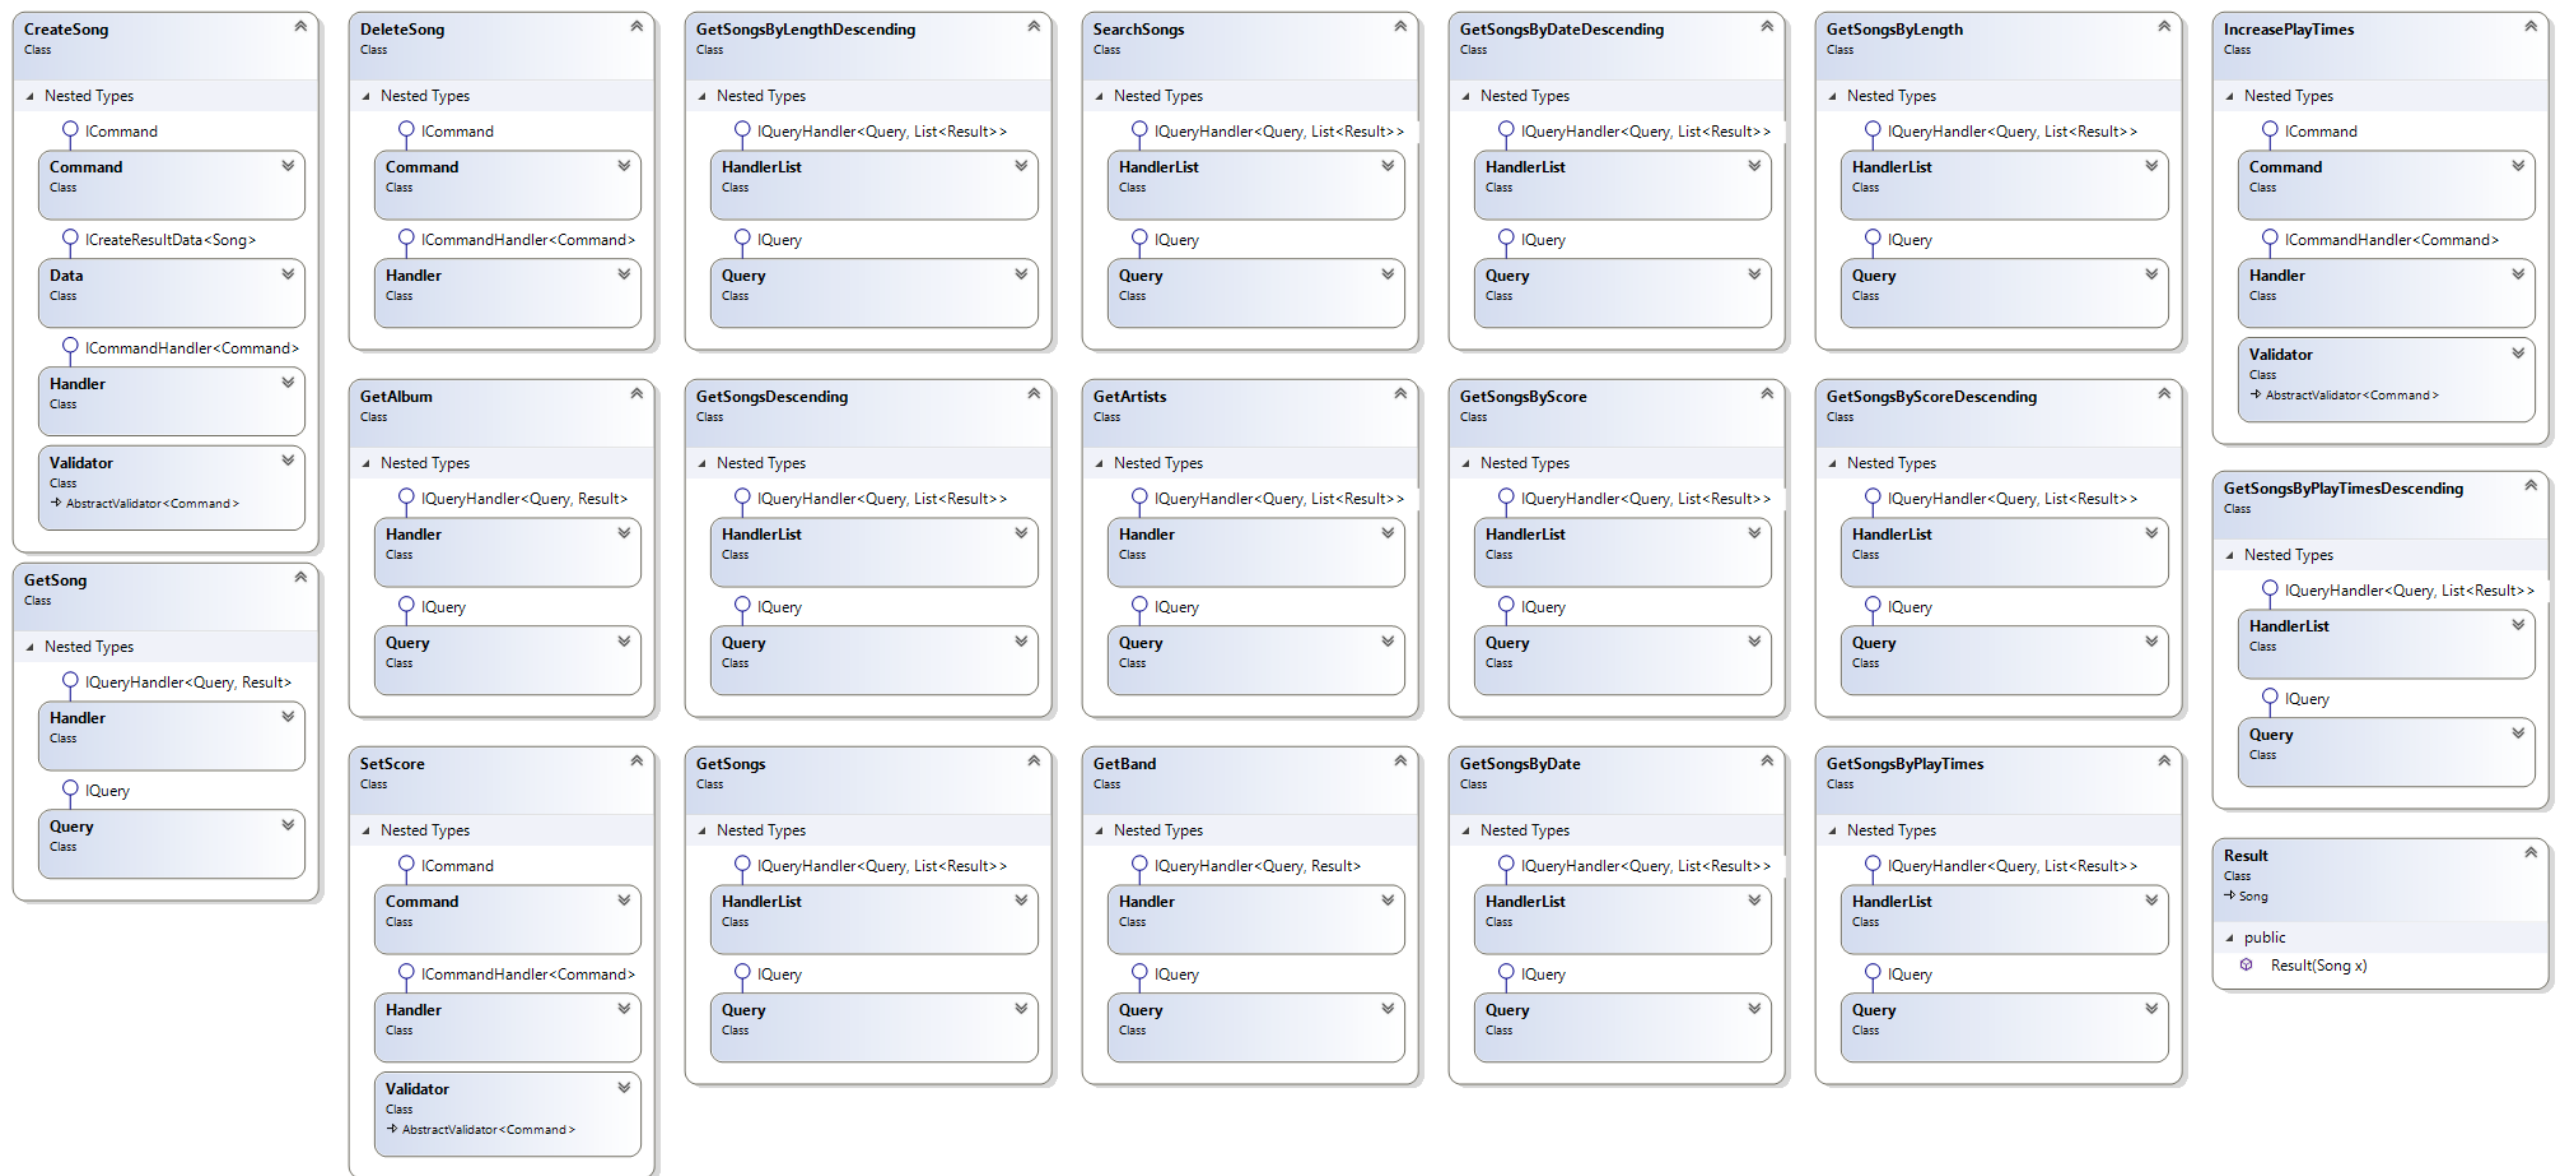 CreateSong
Class
Nested Types
ICommand
Command
Class
ICreateResultData<Song>
Data
Class
ICommandHandler<Command>
Handler
Class
Validator
Class
AbstractValidator<Command>
GetSong
Class
Nested Types
IQueryHandler<Query, Result>
Handler
Class
IQuery
Query
Class
DeleteSong
Class
Nested Types
ICommand
Command
Class
ICommandHandler<Command>
Handler
Class
GetAlbum
Class
Nested Types
IQueryHandler<Query, Result>
Handler
Class
IQuery
Query
Class
SetScore
Class
Nested Types
ICommand
Command
Class
ICommandHandler<Command>
Handler
Class
Validator
Class
AbstractValidator<Command>
GetSongsByLengthDescending
Class
Nested Types
IQueryHandler<Query, List<Result>>
HandlerList
Class
IQuery
Query
Class
GetSongsDescending
Class
Nested Types
IQueryHandler<Query, List<Result>>
HandlerList
Class
IQuery
Query
Class
GetSongs
Class
Nested Types
IQueryHandler<Query, List<Result>>
HandlerList
Class
IQuery
Query
Class
SearchSongs
Class
Nested Types
IQueryHandler<Query, List<Result>>
HandlerList
Class
IQuery
Query
Class
GetArtists
Class
Nested Types
IQueryHandler<Query, List<Result>>
Handler
Class
IQuery
Query
Class
GetBand
Class
Nested Types
IQueryHandler<Query, Result>
Handler
Class
IQuery
Query
Class
GetSongsByDateDescending
Class
Nested Types
IQueryHandler<Query, List<Result>>
HandlerList
Class
IQuery
Query
Class
GetSongsByScore
Class
Nested Types
IQueryHandler<Query, List<Result>>
HandlerList
Class
IQuery
Query
Class
GetSongsByDate
Class
Nested Types
IQueryHandler<Query, List<Result>>
HandlerList
Class
IQuery
Query
Class
GetSongsByLength
Class
Nested Types
IQueryHandler<Query, List<Result>>
HandlerList
Class
IQuery
Query
Class
GetSongsByScoreDescending
Class
Nested Types
IQueryHandler<Query, List<Result>>
HandlerList
Class
IQuery
Query
Class
GetSongsByPlayTimes
Class
Nested Types
IQueryHandler<Query, List<Result>>
HandlerList
Class
IQuery
Query
Class
IncreasePlayTimes
Class
Nested Types
ICommand
Command
Class
ICommandHandler<Command>
Handler
Class
Validator
Class
AbstractValidator<Command>
GetSongsByPlayTimesDescending
Class
Nested Types
IQueryHandler<Query, List<Result>>
HandlerList
Class
IQuery
Query
Class
Result
Class
Song
public
Result(Song x)